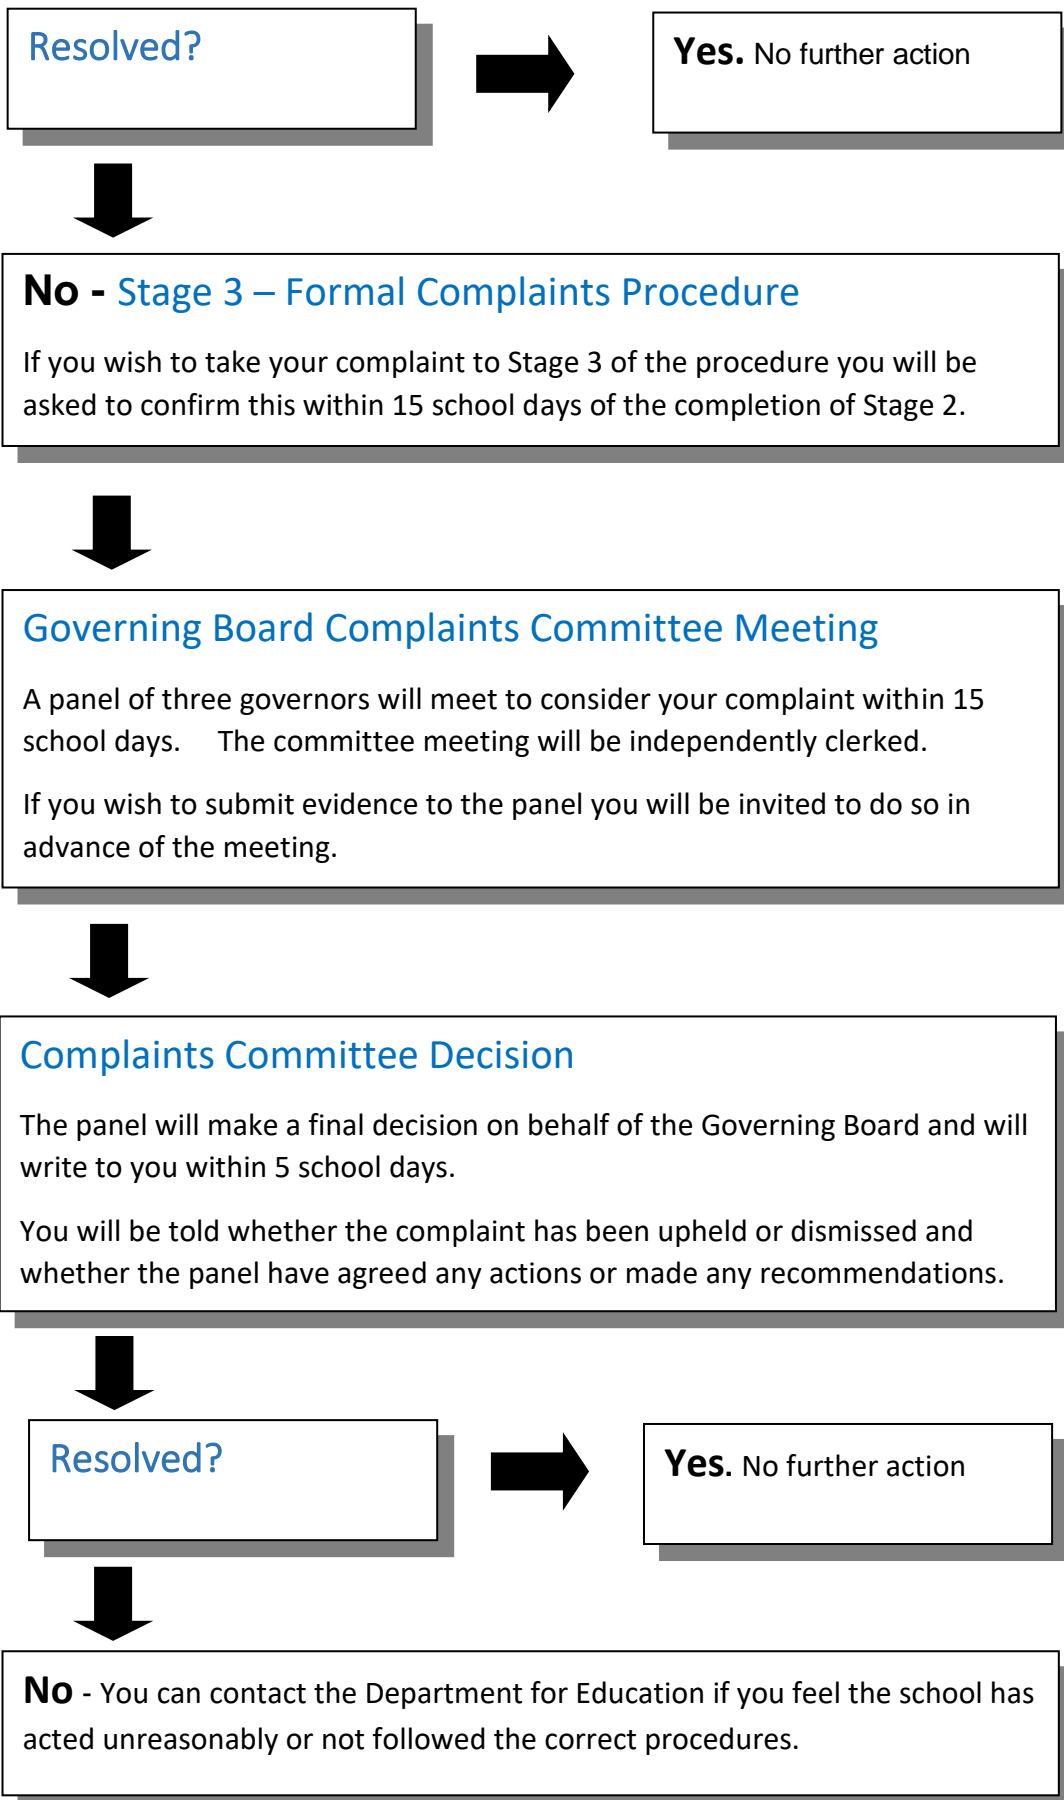 Resolved?
Yes. No further action
No - Stage 3 – Formal Complaints Procedure
If you wish to take your complaint to Stage 3 of the procedure you will be
asked to confirm this within 15 school days of the completion of Stage 2.
Governing Board Complaints Committee Meeting
A panel of three governors will meet to consider your complaint within 15
school days. The committee meeting will be independently clerked.
If you wish to submit evidence to the panel you will be invited to do so in
advance of the meeting.
Complaints Committee Decision
The panel will make a final decision on behalf of the Governing Board and will
write to you within 5 school days.
You will be told whether the complaint has been upheld or dismissed and
whether the panel have agreed any actions or made any recommendations.
Resolved?
Yes. No further action
No - You can contact the Department for Education if you feel the school has
acted unreasonably or not followed the correct procedures.